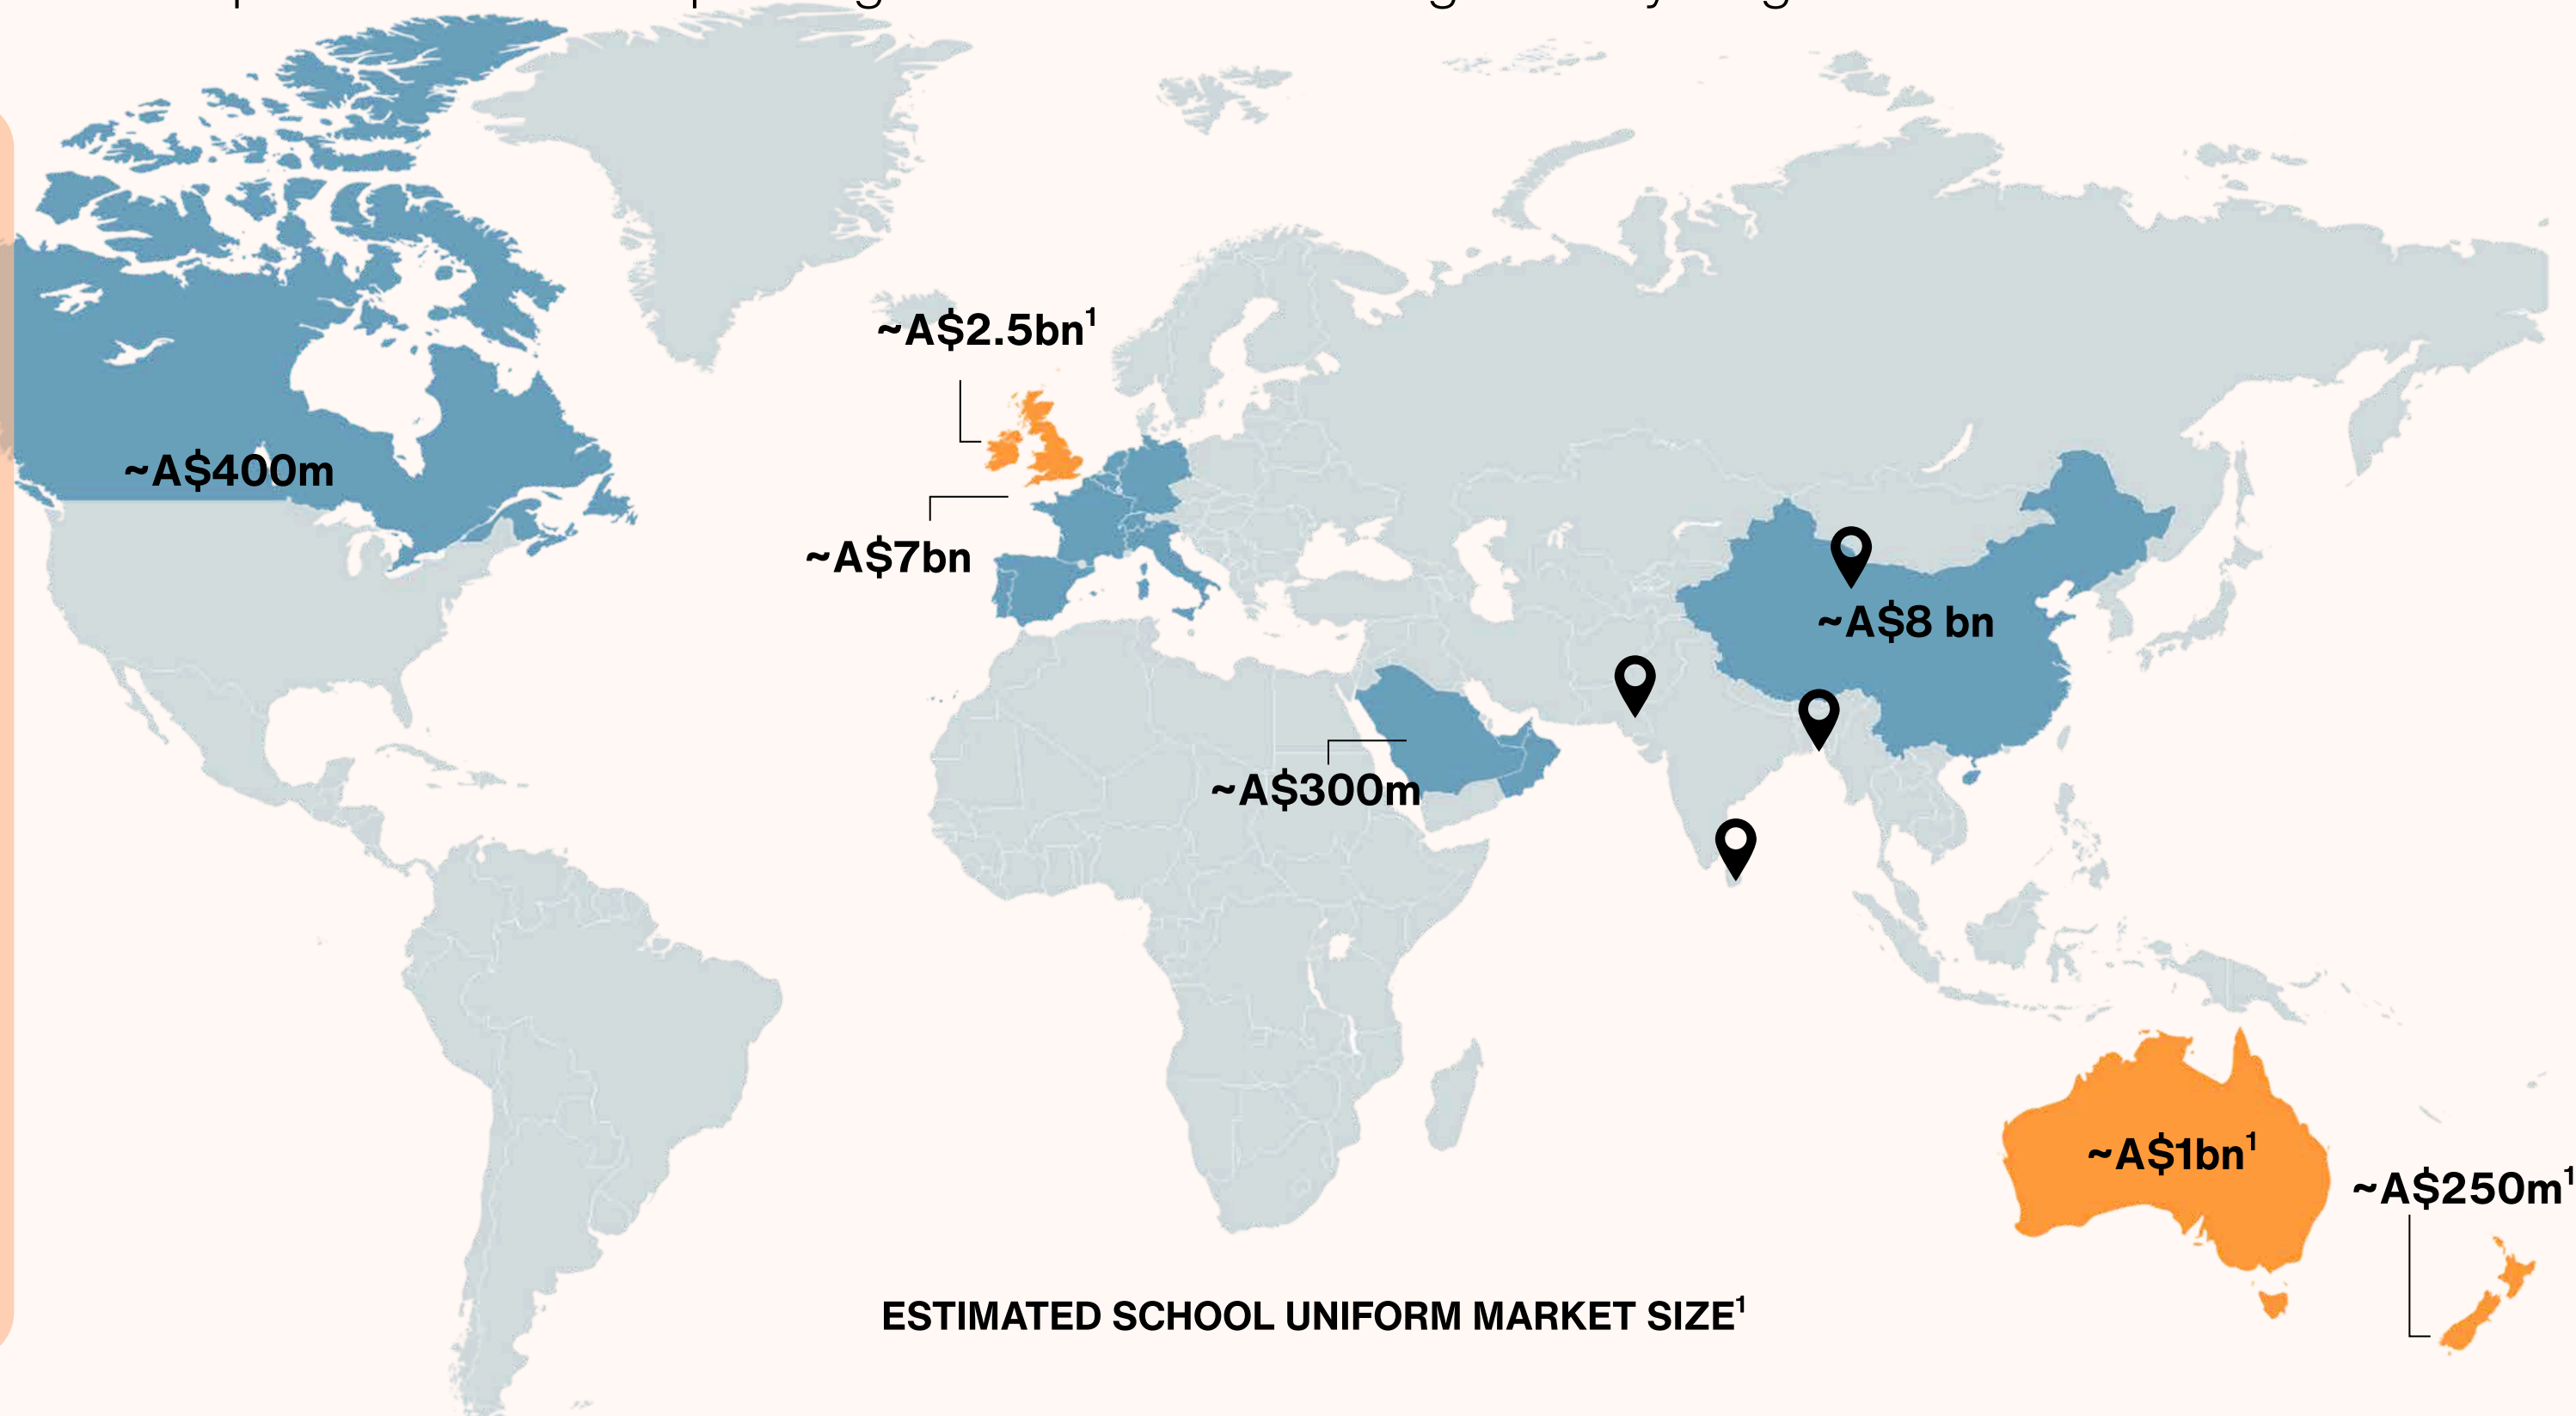 ~A$2.5bn¹
~A$400m
~A$7bn
~A$8 bn
~A$300m
~A$1bn¹
~A$250m¹
ESTIMATED SCHOOL UNIFORM MARKET SIZE¹